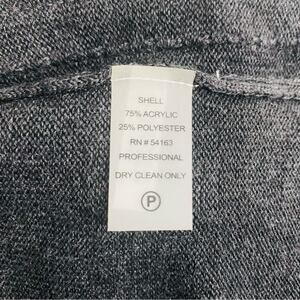 SHELL
75% ACRYLIC
25% POLYESTER
RN # 54163
PROFESSIONAL
DRY CLEAN ONLY
P